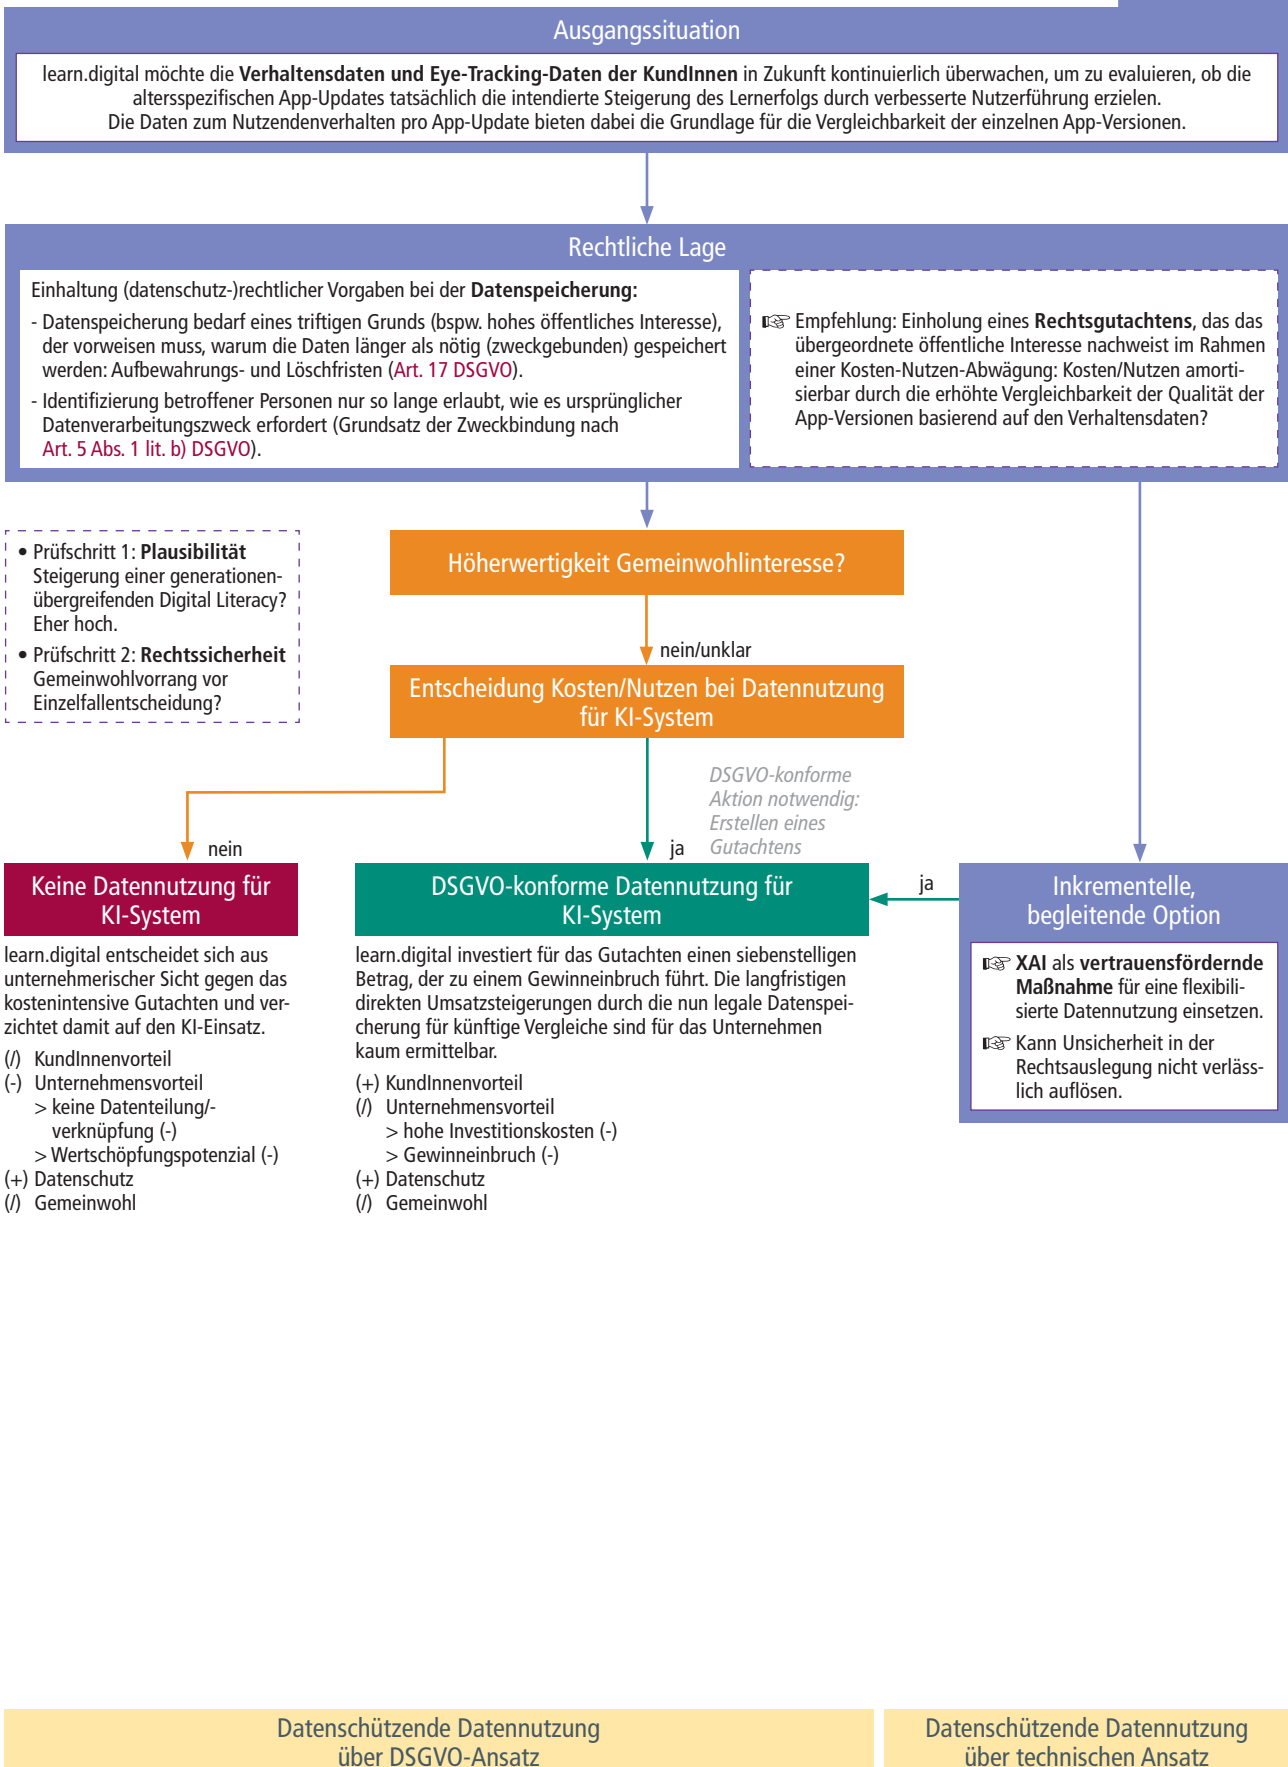 Ausgangssituation
learn.digital möchte die Verhaltensdaten und Eye-Tracking-Daten der KundInnen in Zukunft kontinuierlich überwachen, um zu evaluieren, ob die
altersspezifischen App-Updates tatsächlich die intendierte Steigerung des Lernerfolgs durch verbesserte Nutzerführung erzielen.
Die Daten zum Nutzendenverhalten pro App-Update bieten dabei die Grundlage für die Vergleichbarkeit der einzelnen App-Versionen.
Rechtliche Lage
Einhaltung (datenschutz-)rechtlicher Vorgaben bei der Datenspeicherung:
- Datenspeicherung bedarf eines triftigen Grunds (bspw. hohes öffentliches Interesse),
der vorweisen muss, warum die Daten länger als nötig (zweckgebunden) gespeichert
werden: Aufbewahrungs- und Löschfristen (Art. 17 DSGVO).
- Identifizierung betroffener Personen nur so lange erlaubt, wie es ursprünglicher
Datenverarbeitungszweck erfordert (Grundsatz der Zweckbindung nach
Art. 5 Abs. 1 lit. b) DSGVO).
☞ Empfehlung: Einholung eines Rechtsgutachtens, das das
übergeordnete öffentliche Interesse nachweist im Rahmen
einer Kosten-Nutzen-Abwägung: Kosten/Nutzen amorti-
sierbar durch die erhöhte Vergleichbarkeit der Qualität der
App-Versionen basierend auf den Verhaltensdaten?
• Prüfschritt 1: Plausibilität
Steigerung einer generationen-
übergreifenden Digital Literacy?
Eher hoch.
• Prüfschritt 2: Rechtssicherheit
Gemeinwohlvorrang vor
Einzelfallentscheidung?
Höherwertigkeit Gemeinwohlinteresse?
nein/unklar
Entscheidung Kosten/Nutzen bei Datennutzung
für KI-System
DSGVO-konforme
Aktion notwendig:
Erstellen eines
Gutachtens
nein
ja
Keine Datennutzung für
KI-System
learn.digital entscheidet sich aus
unternehmerischer Sicht gegen das
kostenintensive Gutachten und ver-
zichtet damit auf den KI-Einsatz.
(/) KundInnenvorteil
(-) Unternehmensvorteil
> keine Datenteilung/-
verknüpfung (-)
> Wertschöpfungspotenzial (-)
(+) Datenschutz
(/) Gemeinwohl
DSGVO-konforme Datennutzung für
KI-System
learn.digital investiert für das Gutachten einen siebenstelligen
Betrag, der zu einem Gewinneinbruch führt. Die langfristigen
direkten Umsatzsteigerungen durch die nun legale Datenspei-
cherung für künftige Vergleiche sind für das Unternehmen
kaum ermittelbar.
(+) KundInnenvorteil
(/) Unternehmensvorteil
> hohe Investitionskosten (-)
> Gewinneinbruch (-)
(+) Datenschutz
(/) Gemeinwohl
ja
Inkrementelle,
begleitende Option
☞ XAI als vertrauensfördernde
Maßnahme für eine flexibili-
sierte Datennutzung einsetzen.
☞ Kann Unsicherheit in der
Rechtsauslegung nicht verläss-
lich auflösen.
Datenschützende Datennutzung
über DSGVO-Ansatz
Datenschützende Datennutzung
über technischen Ansatz